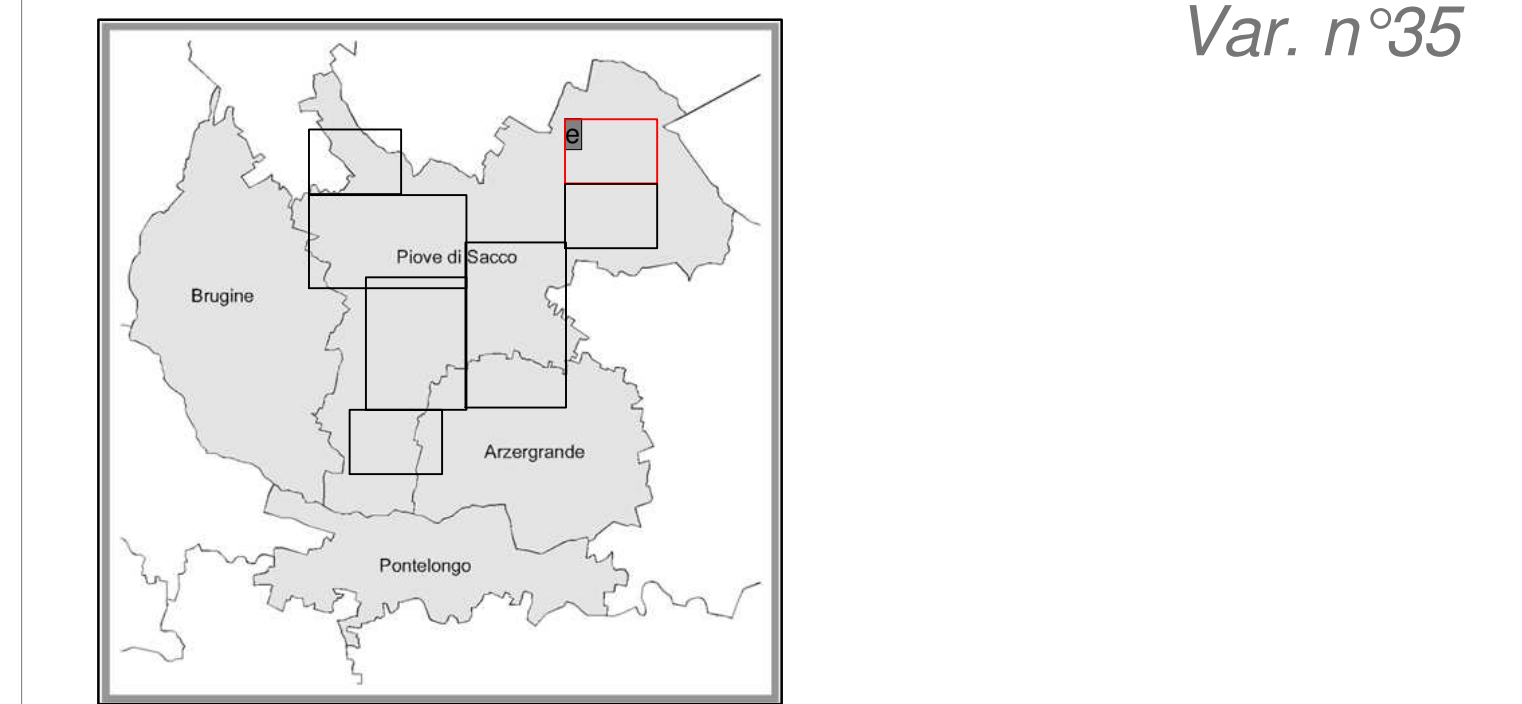 Var. n°35
e
Piove di Sacco
Brugine
Arzergrande
Pontelongo